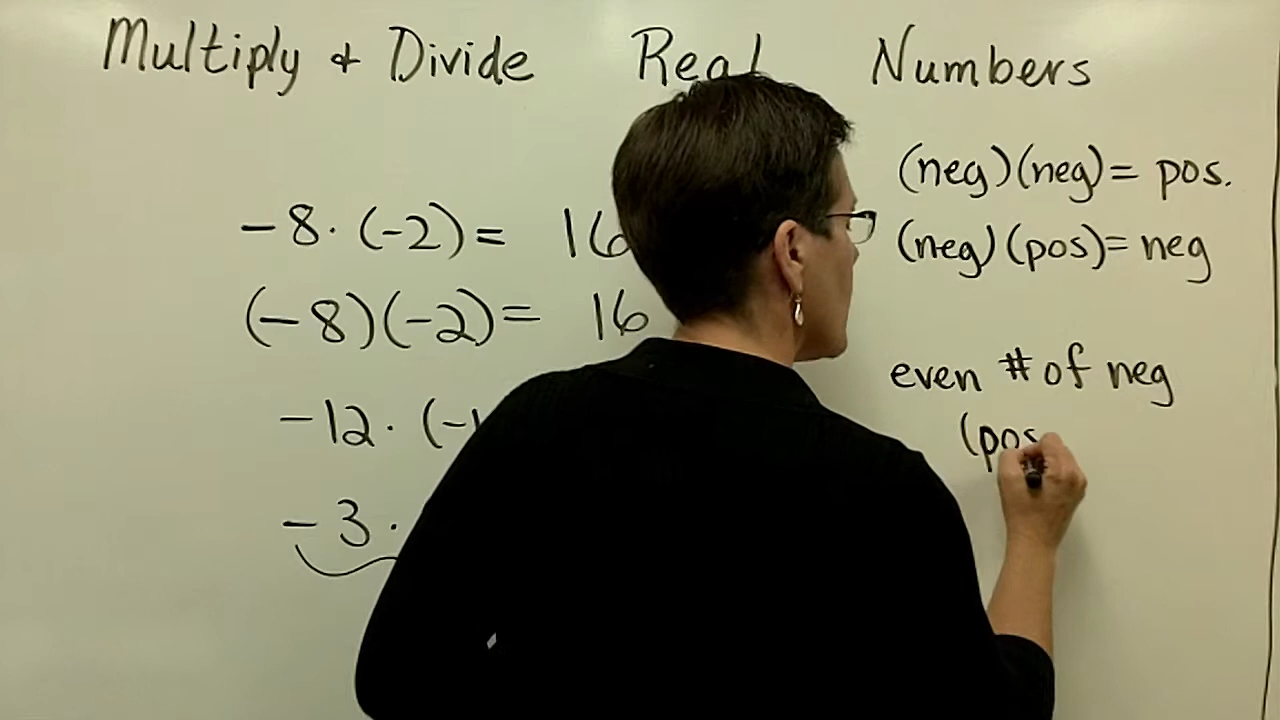 Multiply + Divide Real Numbers
-8·(-2)= 16
(-8)(-2)= 16
-12·(-1
-3·
(neg)(neg)= pos.
(neg)(pos)= neg
even # of neg
(pos